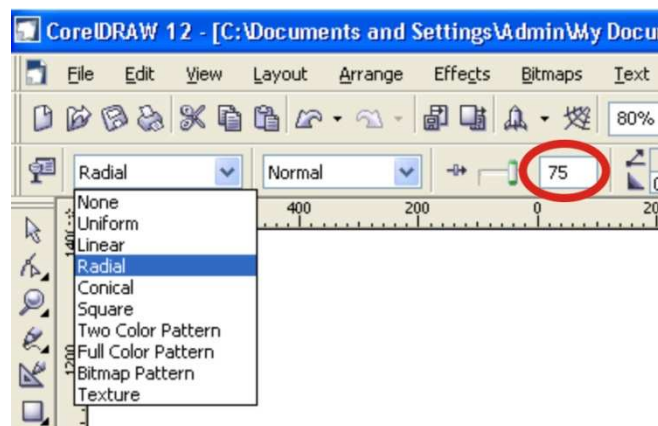 CorelDRAW 12 - [C:\Documents and Settings\Admin\My Docu
File Edit View Layout Arrange Effects Bitmaps Text
80%
Radial Normal 75
None
Uniform
Linear
Radial
Conical
Square
Two Color Pattern
Full Color Pattern
Bitmap Pattern
Texture
400 200 0 20
1400
1200